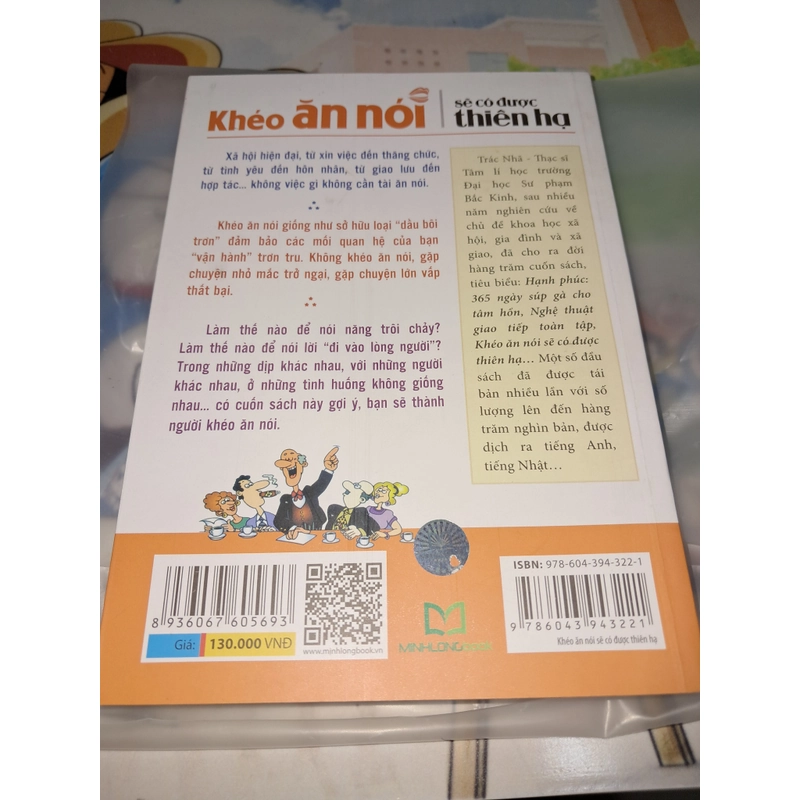 Khéo ăn nói sẽ có được
thiên hạ
Xã hội hiện đại, từ xin việc đến thăng chức,
từ tình yêu đến hôn nhân, từ giao lưu đến
hợp tác... không việc gì không cần tài ăn nói.
Khéo ăn nói giống như sở hữu loại “dầu bôi
trơn” đảm bảo các mối quan hệ của bạn
“vận hành” trơn tru. Không khéo ăn nói, gặp
chuyện nhỏ mắc trở ngại, gặp chuyện lớn vấp
thất bại.
Làm thế nào để nói năng trôi chảy?
Làm thế nào để nói lời “đi vào lòng người”?
Trong những dịp khác nhau, với những người
khác nhau, ở những tình huống không giống
nhau... có cuốn sách này gợi ý, bạn sẽ thành
người khéo ăn nói.
Trác Nhã - Thạc sĩ
Tâm lí học trường
Đại học Sư phạm
Bắc Kinh, sau nhiều
năm nghiên cứu về
chủ đề khoa học xã
hội, gia đình và xã
giao, đã cho ra đời
hàng trăm cuốn sách,
tiêu biểu: Hạnh phúc:
365 ngày súp gà cho
tâm hồn, Nghệ thuật
giao tiếp toàn tập,
Khéo ăn nói sẽ có được
thiên hạ... Một số đầu
sách đã được tái
bản nhiều lần với số
lượng lên đến hàng
trăm nghìn bản, được
dịch ra tiếng Anh,
tiếng Nhật...
8 936067 605693
Giá: 130.000 VNĐ
www.minhlongbook.vn
MINHLONGBOOK
ISBN: 978-604-394-322-1
9 786043 943221
Khéo ăn nói sẽ có được thiên hạ